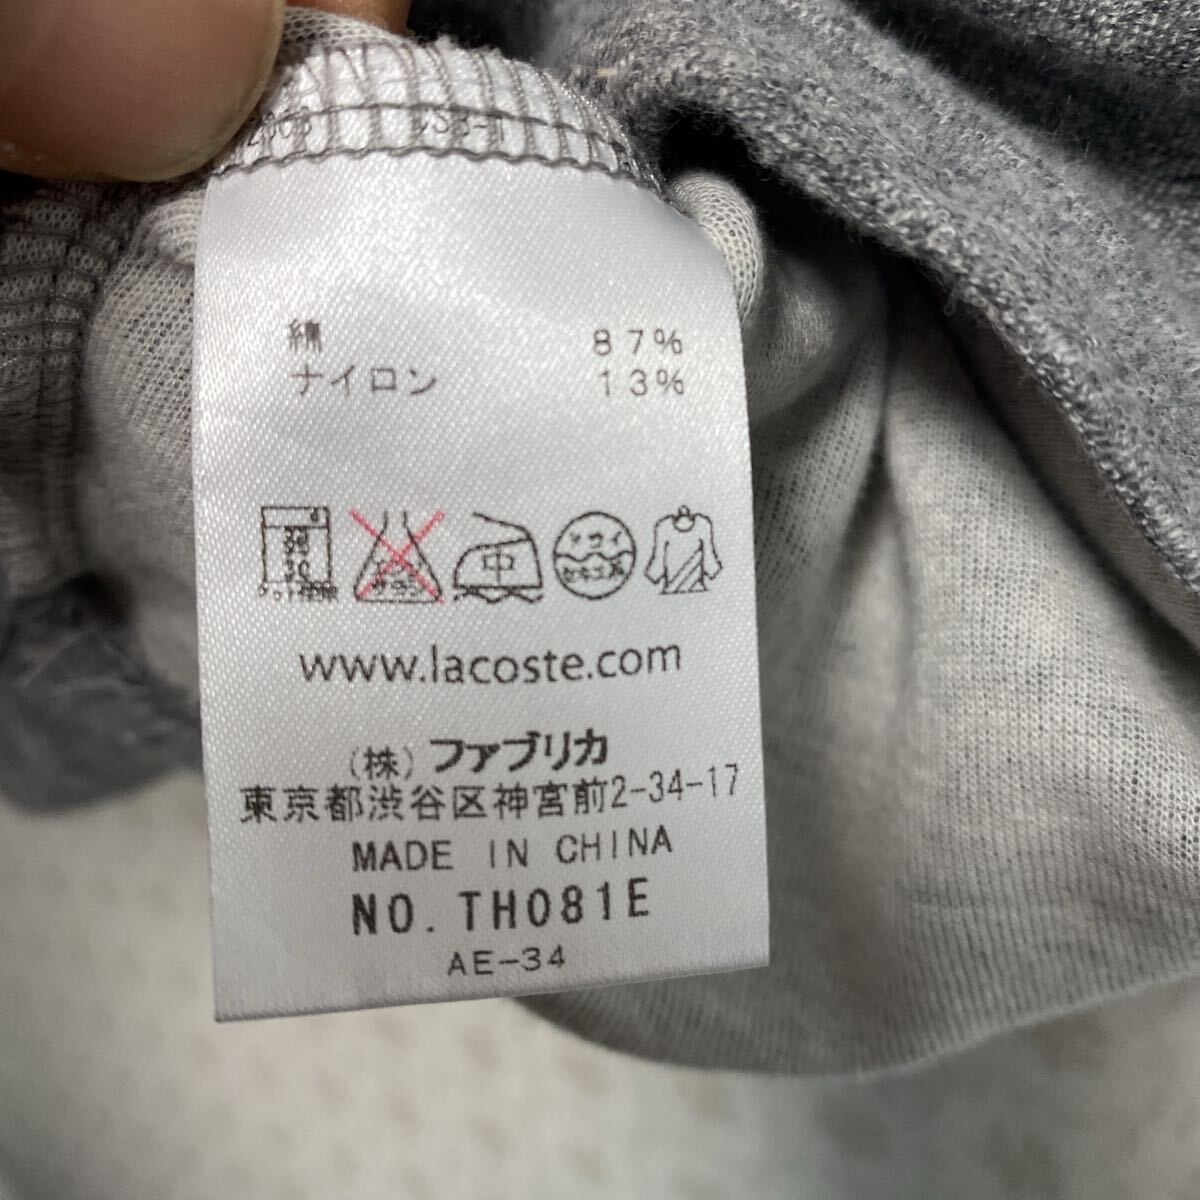 綿 87%
ナイロン 13%
中
www.lacoste.com
(株)ファブリカ
東京都渋谷区神宮前2-34-17
MADE IN CHINA
NO. TH081E
AE-34